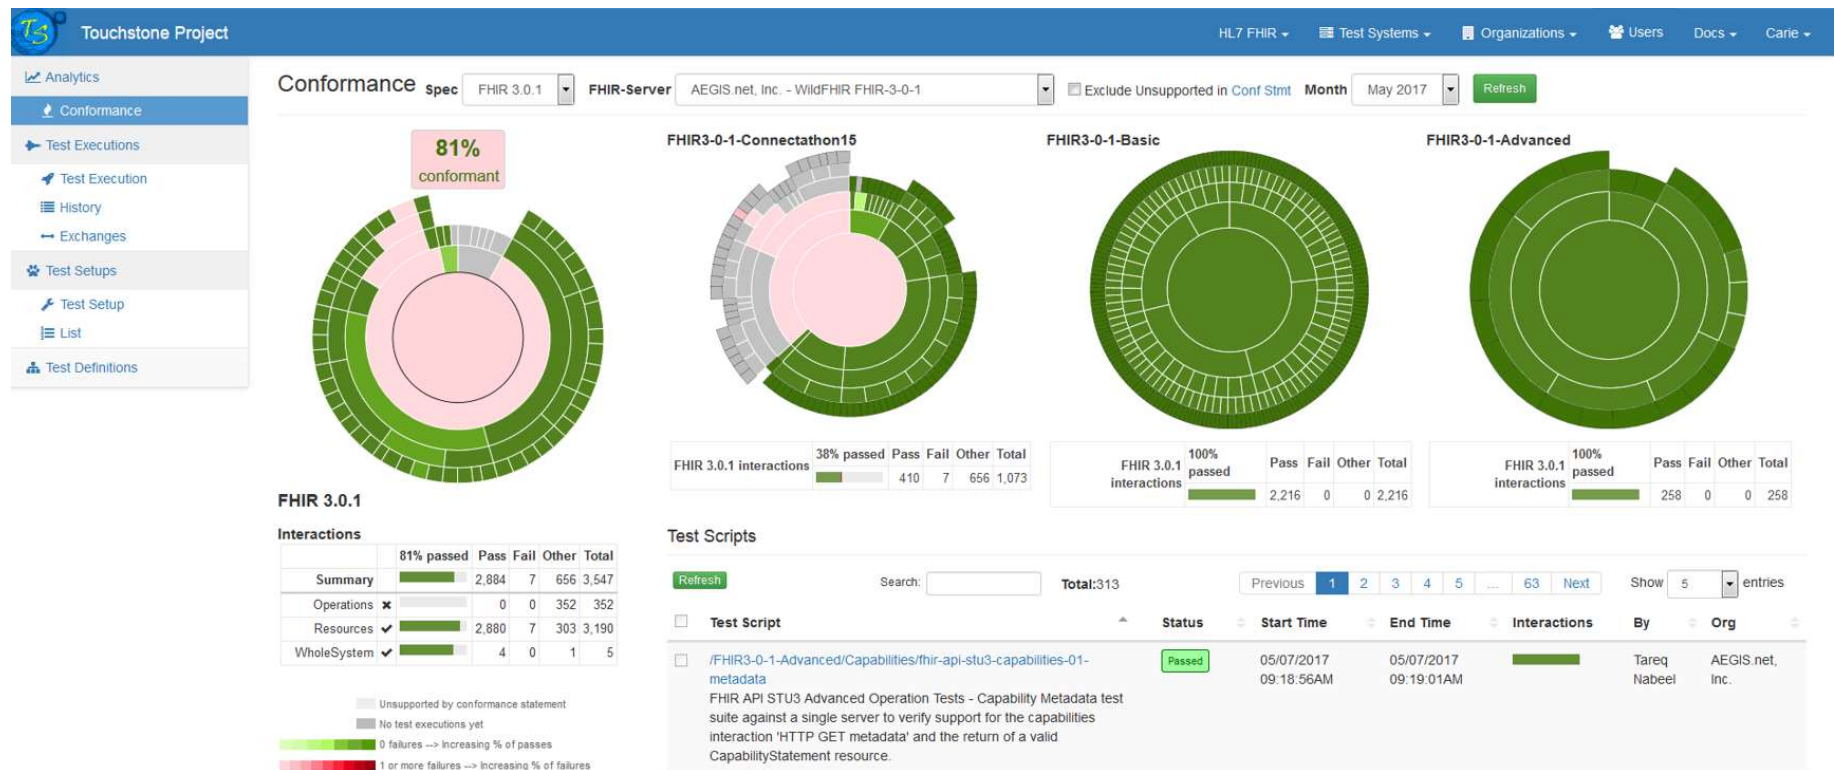 TS
Touchstone Project
HL7 FHIR
Test Systems
Organizations
Users
Docs
Carie
Analytics
Conformance
Test Executions
Test Execution
History
Exchanges
Test Setups
Test Setup
List
Test Definitions
Conformance Spec FHIR 3.0.1 FHIR-Server AEGIS.net, Inc. - WildFHIR FHIR-3-0-1 Exclude Unsupported in Conf Stmt Month May 2017 Refresh
81%
conformant
FHIR 3.0.1
Interactions
81% passed Pass Fail Other Total
Summary 2,884 7 656 3,547
Operations 0 0 352 352
Resources 2,880 7 303 3,190
WholeSystem 4 0 1 5
Unsupported by conformance statement
No test executions yet
0 failures --> Increasing % of passes
1 or more failures --> Increasing % of failures
FHIR3-0-1-Connectathon15
FHIR 3.0.1 interactions
38% passed Pass Fail Other Total
410 7 656 1,073
FHIR3-0-1-Basic
FHIR 3.0.1
interactions
100%
passed
Pass Fail Other Total
2,216 0 0 2,216
FHIR3-0-1-Advanced
FHIR 3.0.1
interactions
100%
passed
Pass Fail Other Total
258 0 0 258
Test Scripts
Refresh Search: Total:313 Previous 1 2 3 4 5 ... 63 Next Show 5 entries
Test Script Status Start Time End Time Interactions By Org
/FHIR3-0-1-Advanced/Capabilities/fhir-api-stu3-capabilities-01-
metadata
FHIR API STU3 Advanced Operation Tests - Capability Metadata test
suite against a single server to verify support for the capabilities
interaction 'HTTP GET metadata' and the return of a valid
CapabilityStatement resource.
Passed
05/07/2017
09:18:56AM
05/07/2017
09:19:01AM
Tareq
Nabeel
AEGIS.net,
Inc.